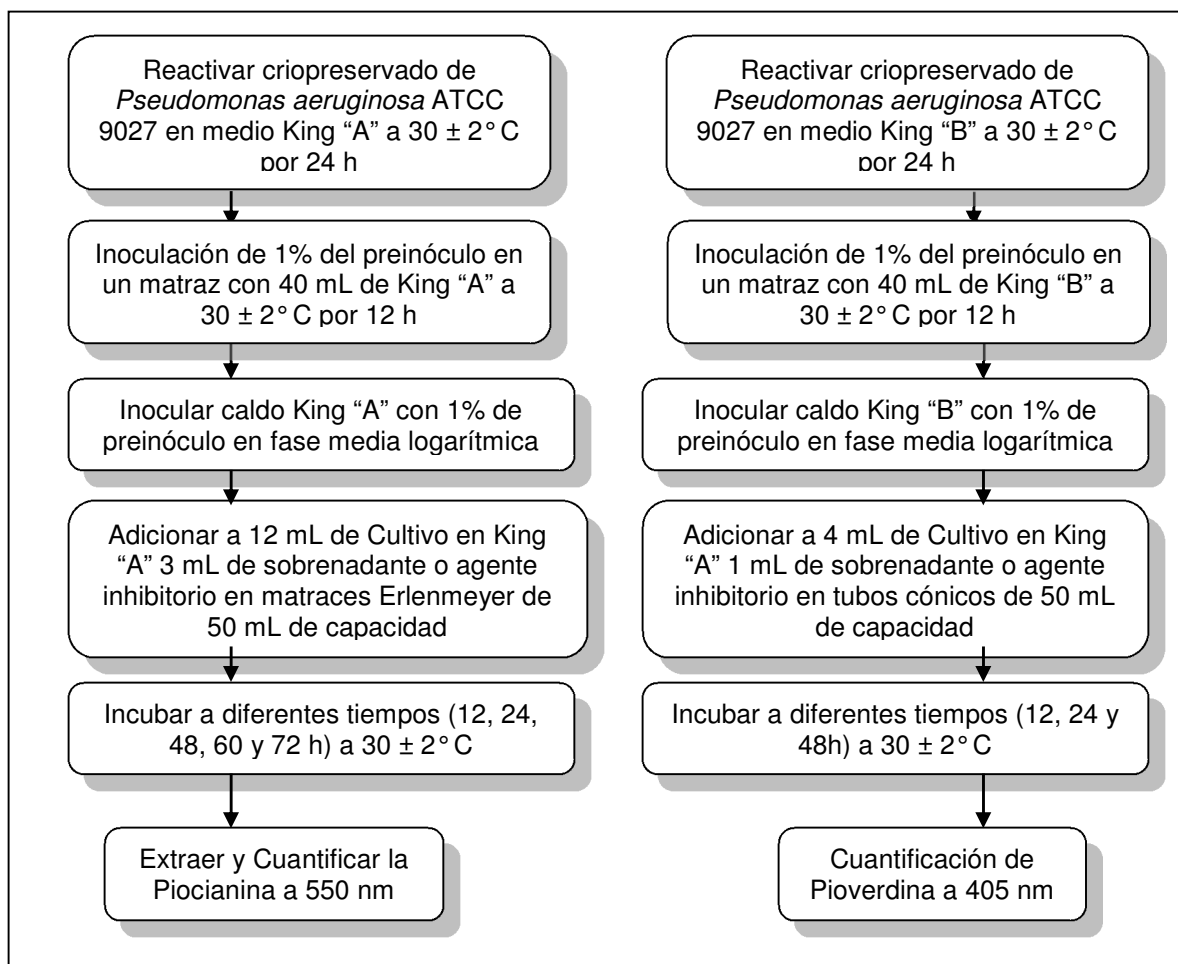 Reactivar criopreservado de
Pseudomonas aeruginosa ATCC
9027 en medio King “A” a 30 ± 2° C
por 24 h
Inoculación de 1% del preinóculo en
un matraz con 40 mL de King “A” a
30 ± 2° C por 12 h
Inocular caldo King “A” con 1% de
preinóculo en fase media logarítmica
Adicionar a 12 mL de Cultivo en King
“A” 3 mL de sobrenadante o agente
inhibitorio en matraces Erlenmeyer de
50 mL de capacidad
Incubar a diferentes tiempos (12, 24,
48, 60 y 72 h) a 30 ± 2° C
Extraer y Cuantificar la
Piocianina a 550 nm
Reactivar criopreservado de
Pseudomonas aeruginosa ATCC
9027 en medio King “B” a 30 ± 2° C
por 24 h
Inoculación de 1% del preinóculo en
un matraz con 40 mL de King “B” a
30 ± 2° C por 12 h
Inocular caldo King “B” con 1% de
preinóculo en fase media logarítmica
Adicionar a 4 mL de Cultivo en King
“A” 1 mL de sobrenadante o agente
inhibitorio en tubos cónicos de 50 mL
de capacidad
Incubar a diferentes tiempos (12, 24 y
48h) a 30 ± 2° C
Cuantificación de
Pioverdina a 405 nm